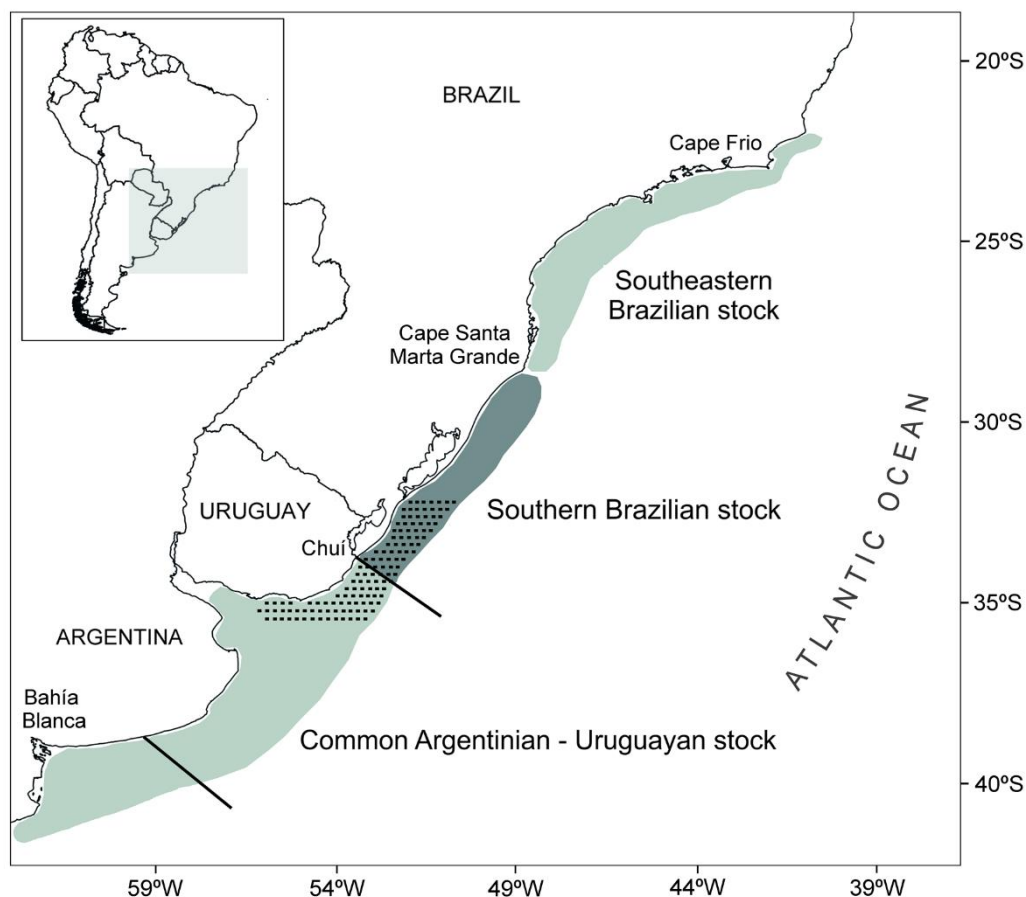 BRAZIL
Cape Frio
Southeastern
Brazilian stock
Cape Santa
Marta Grande
URUGUAY
Southern Brazilian stock
Chuí
ATLANTIC OCEAN
ARGENTINA
Bahía
Blanca
Common Argentinian - Uruguayan stock
20ºS
25ºS
30ºS
35ºS
40ºS
59ºW
54ºW
49ºW
44ºW
39ºW